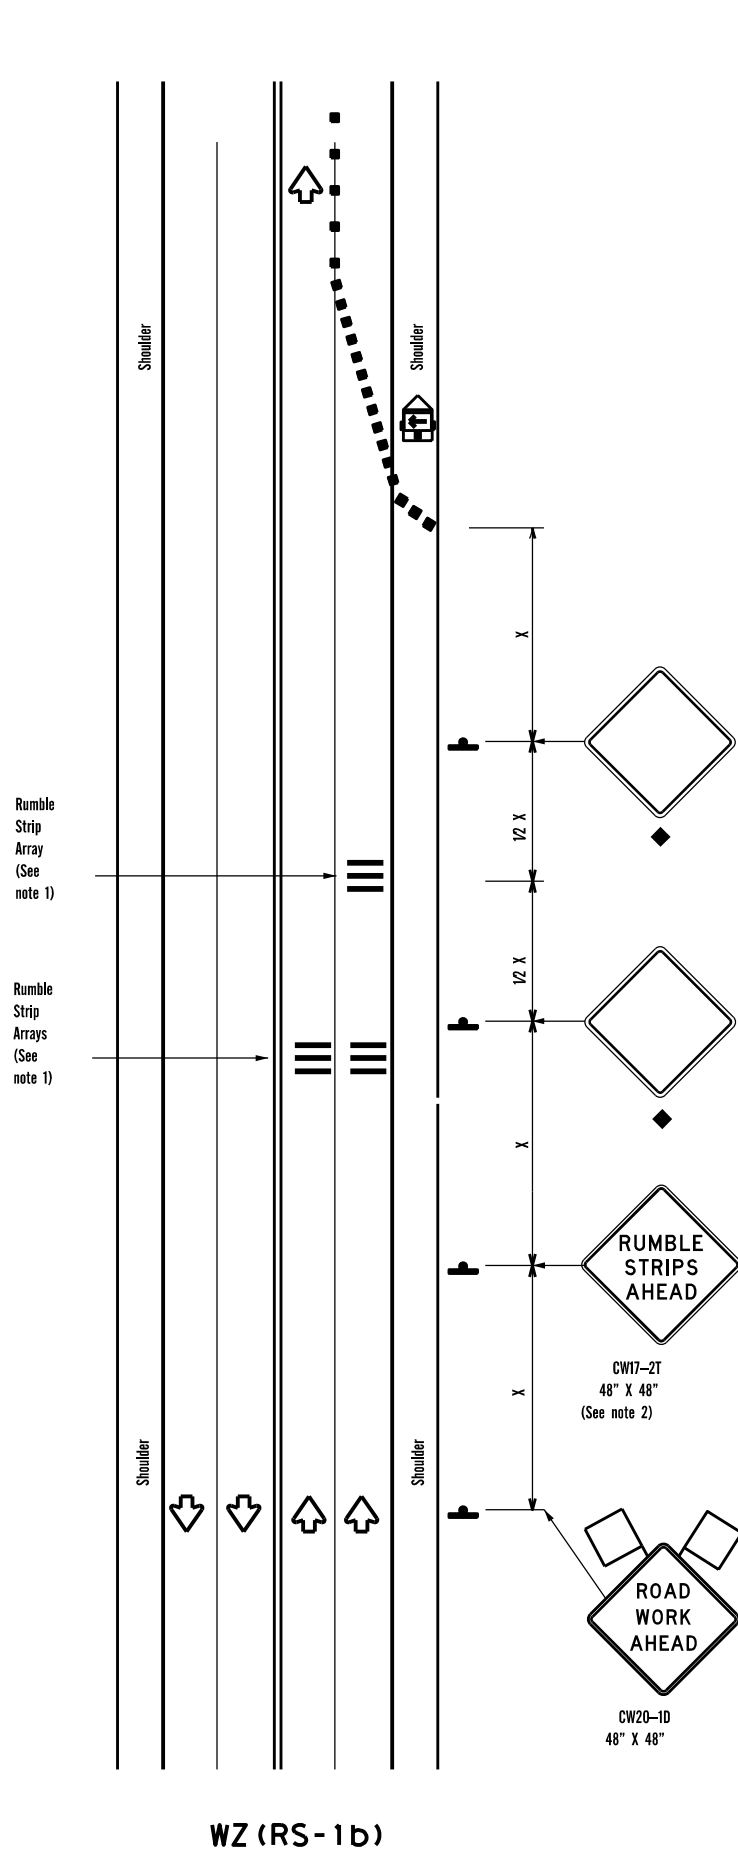 Shoulder
Shoulder
X
Rumble
Strip
Array
(See
note 1)
1/2 X
1/2 X
Rumble
Strip
Arrays
(See
note 1)
X
RUMBLE
STRIPS
AHEAD
CW17-2T
48" X 48"
(See note 2)
X
Shoulder
Shoulder
ROAD
WORK
AHEAD
CW20-1D
48" X 48"
WZ (RS-1b)